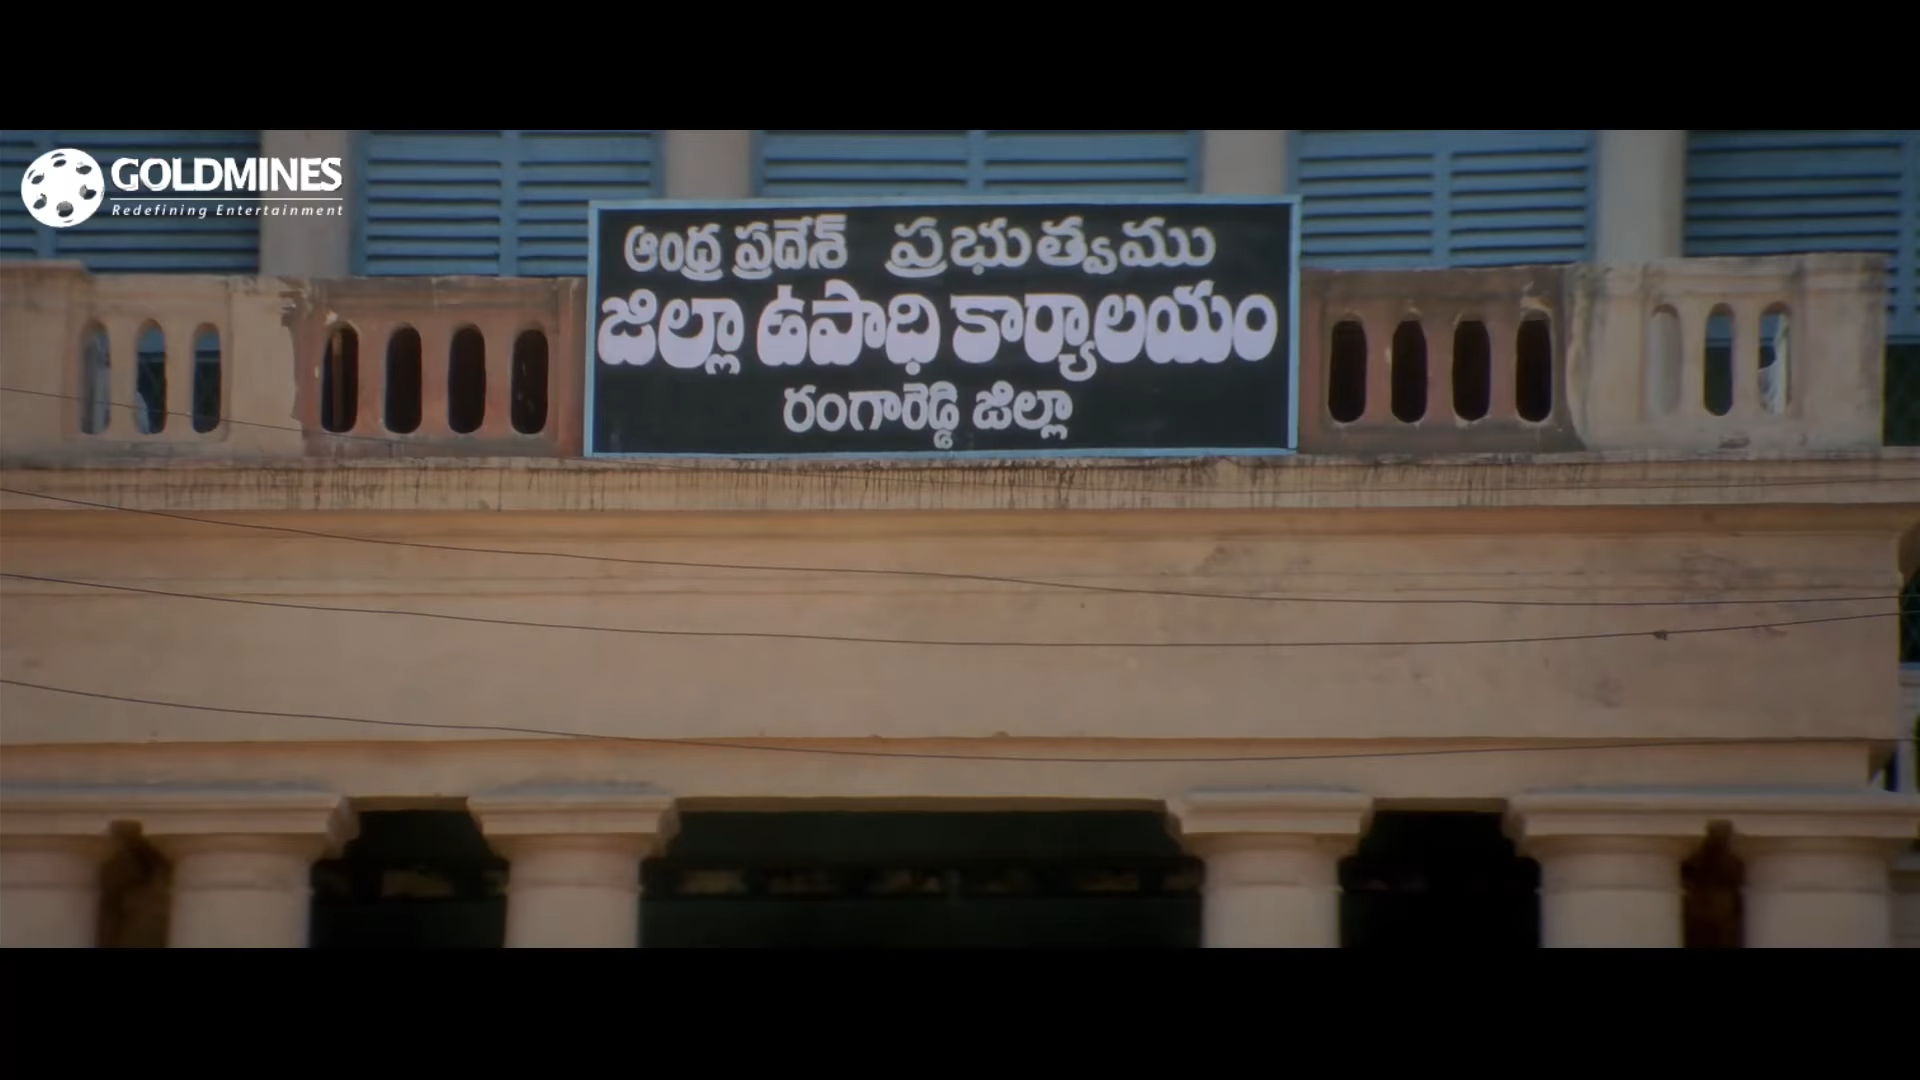 GOLDMINES
Redefining Entertainment
ఆంధ్ర ప్రదేశ్ ప్రభుత్వము
జిల్లా ఉపాధి కార్యాలయం
రంగారెడ్డి జిల్లా